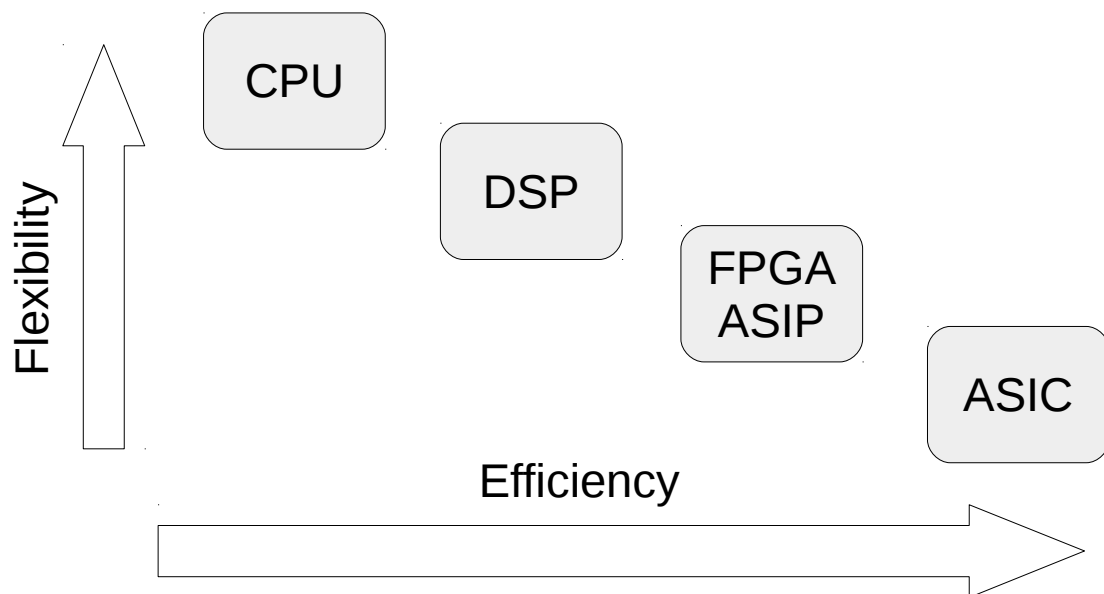 CPU
DSP
FPGA
ASIP
ASIC
Flexibility
Efficiency